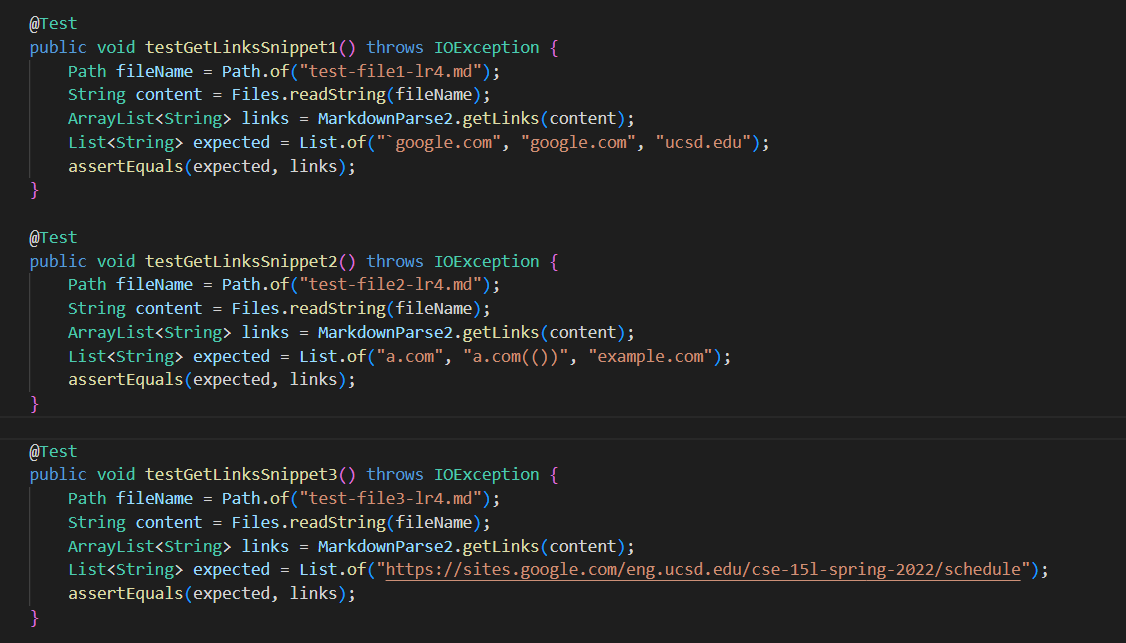 @Test
public void testGetLinksSnippet1() throws IOException {
    Path fileName = Path.of("test-file1-lr4.md");
    String content = Files.readString(fileName);
    ArrayList<String> links = MarkdownParse2.getLinks(content);
    List<String> expected = List.of("`google.com", "google.com", "ucsd.edu");
    assertEquals(expected, links);
}

@Test
public void testGetLinksSnippet2() throws IOException {
    Path fileName = Path.of("test-file2-lr4.md");
    String content = Files.readString(fileName);
    ArrayList<String> links = MarkdownParse2.getLinks(content);
    List<String> expected = List.of("a.com", "a.com(())", "example.com");
    assertEquals(expected, links);
}

@Test
public void testGetLinksSnippet3() throws IOException {
    Path fileName = Path.of("test-file3-lr4.md");
    String content = Files.readString(fileName);
    ArrayList<String> links = MarkdownParse2.getLinks(content);
    List<String> expected = List.of("https://sites.google.com/eng.ucsd.edu/cse-15l-spring-2022/schedule");
    assertEquals(expected, links);
}